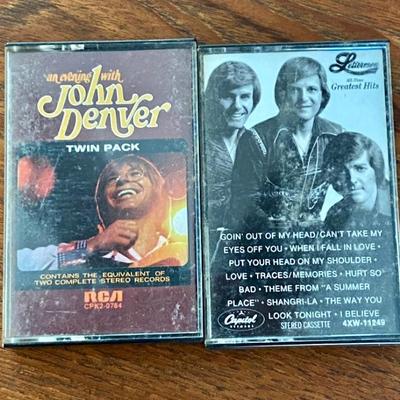 an evening with
John
Denver
TWIN PACK
CONTAINS THE EQUIVALENT OF
TWO COMPLETE STEREO RECORDS
RCA
CPK2-0764
Lettermen
All-Time
Greatest Hits
GOIN' OUT OF MY HEAD/CAN'T TAKE MY
EYES OFF YOU • WHEN I FALL IN LOVE •
PUT YOUR HEAD ON MY SHOULDER •
LOVE • TRACES/MEMORIES • HURT SO
BAD • THEME FROM "A SUMMER
PLACE" • SHANGRI-LA • THE WAY YOU
LOOK TONIGHT • I BELIEVE
Capitol
STEREO CASSETTE
4XW-11249